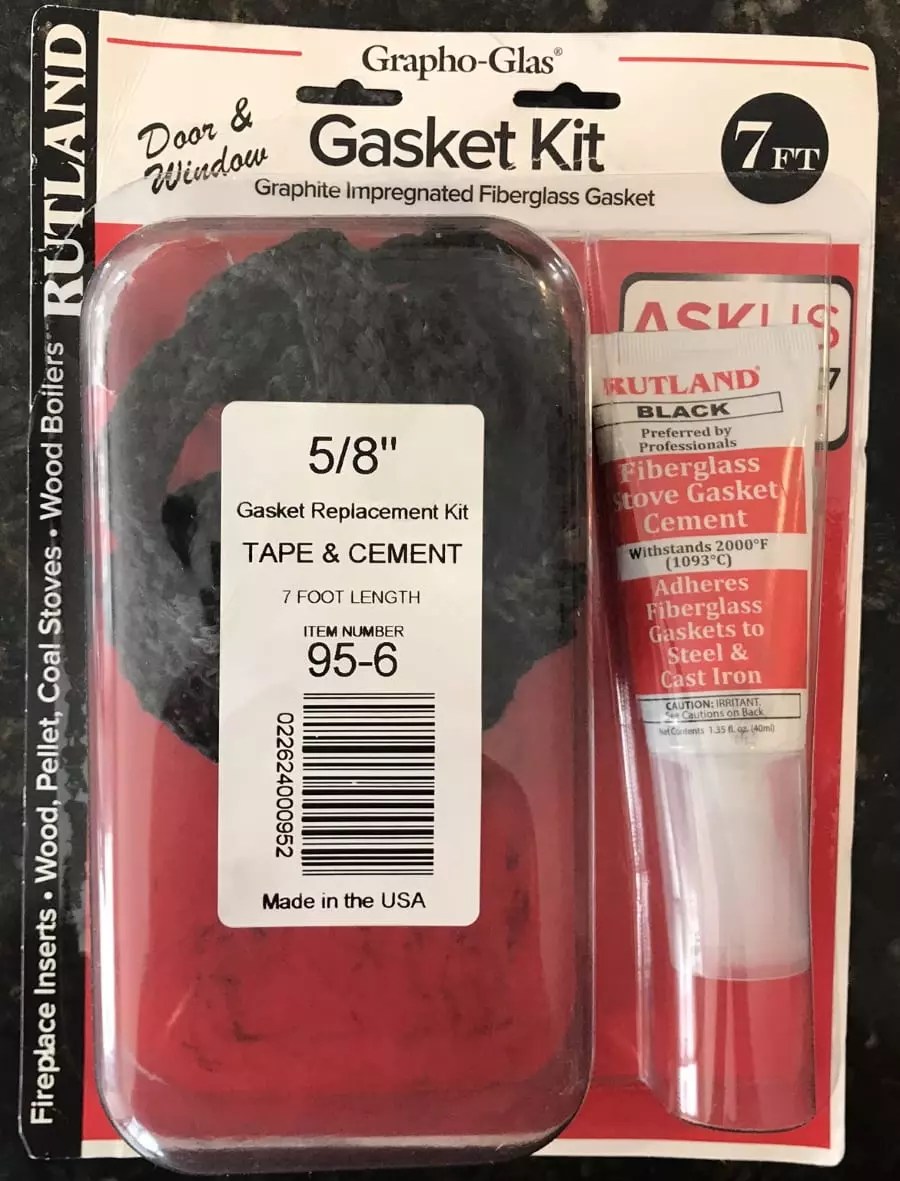 RUTLAND
Fireplace Inserts • Wood, Pellet, Coal Stoves • Wood Boilers
Grapho-Glas®
Door &
Window
Gasket Kit
7 FT
Graphite Impregnated Fiberglass Gasket
5/8"
Gasket Replacement Kit
TAPE & CEMENT
7 FOOT LENGTH
ITEM NUMBER
95-6
022624000952
Made in the USA
ASK US
7
RUTLAND®
BLACK
Preferred by
Professionals
Fiberglass
Stove Gasket
Cement
Withstands 2000°F
(1093°C)
Adheres
Fiberglass
Gaskets to
Steel &
Cast Iron
CAUTION: IRRITANT.
See Cautions on Back
Net Contents 1.35 fl. oz. (40ml)